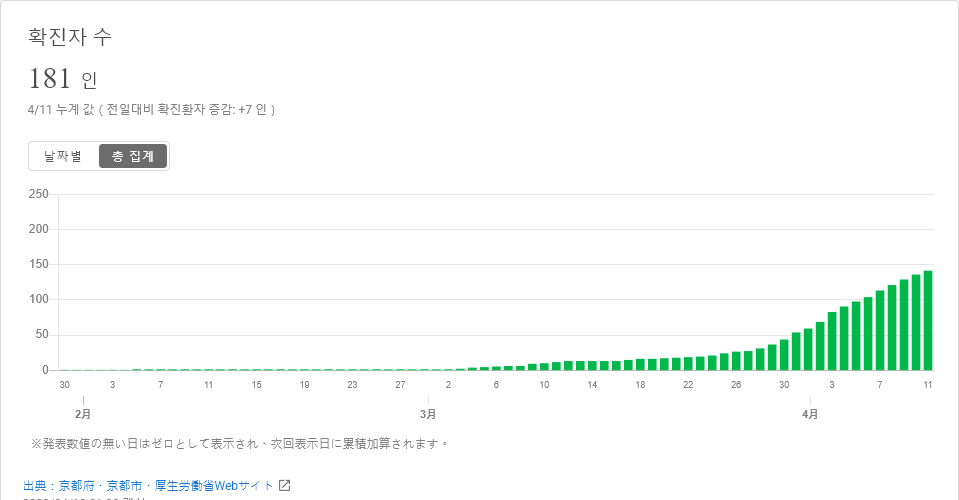 확진자 수
181 인
4/11 누계 값 ( 전일대비 확진환자 증감: +7 인 )
날짜별 총 집계
250
200
150
100
50
0
30 3 7 11 15 19 23 27 2 6 10 14 18 22 26 30 3 7 11
2月 3月 4月
※発表数値の無い日はゼロとして表示され、次回表示日に累積加算されます。
出典：京都府・京都市・厚生労働省Webサイト